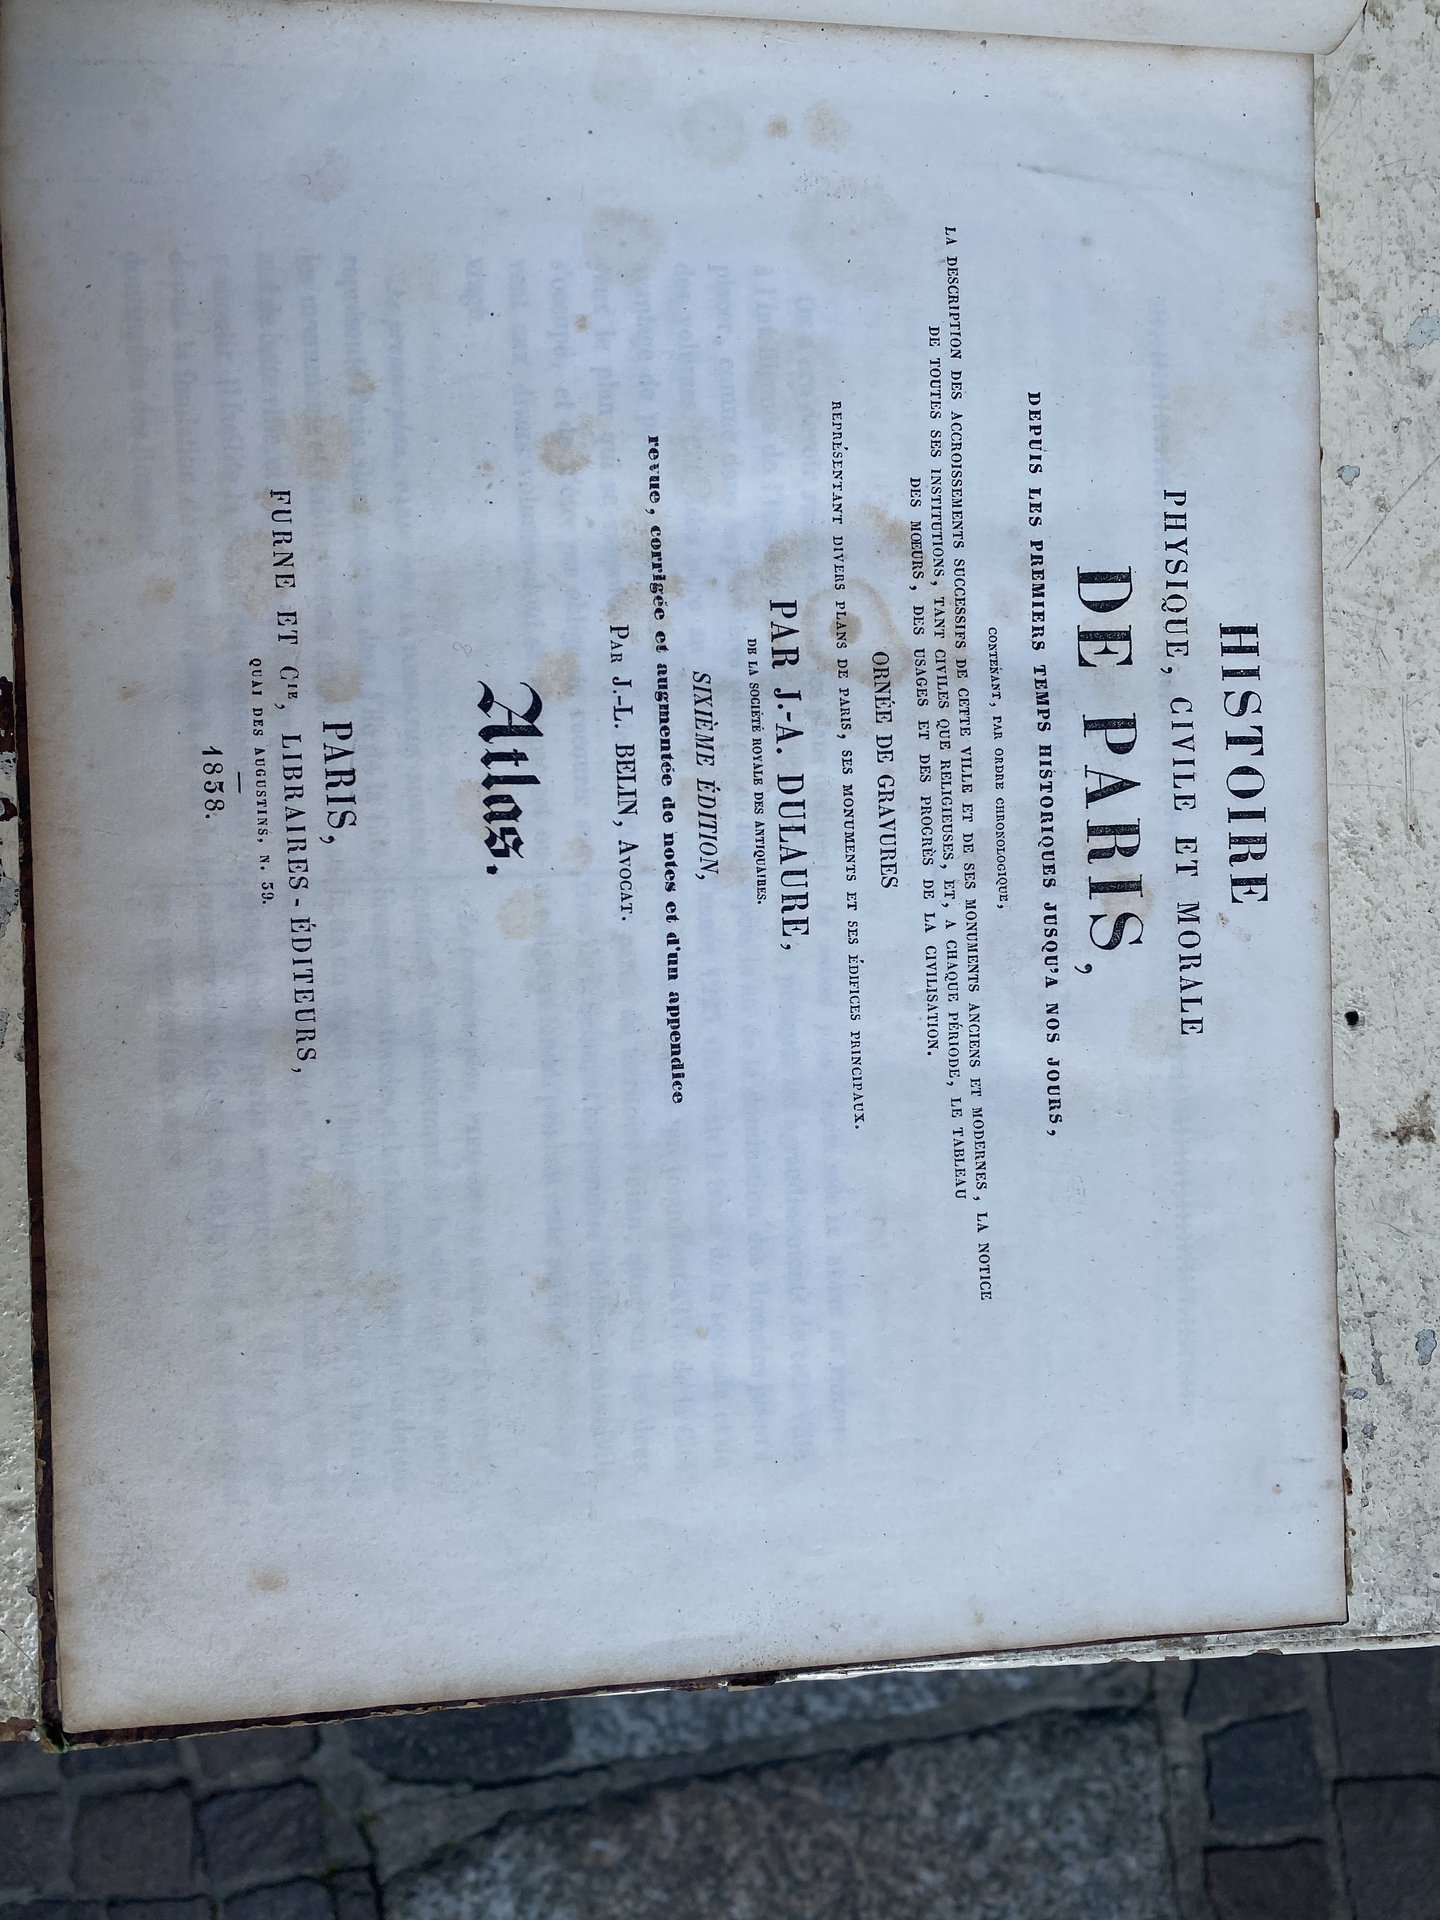 HISTOIRE
PHYSIQUE, CIVILE ET MORALE
DE PARIS,
DEPUIS LES PREMIERS TEMPS HISTORIQUES JUSQU'A NOS JOURS,
CONTENANT, PAR ORDRE CHRONOLOGIQUE,
LA DESCRIPTION DES ACCROISSEMENTS SUCCESSIFS DE CETTE VILLE ET DE SES MONUMENTS ANCIENS ET MODERNES, LA NOTICE
DE TOUTES SES INSTITUTIONS, TANT CIVILES QUE RELIGIEUSES, ET, A CHAQUE PÉRIODE, LE TABLEAU
DES MŒURS, DES USAGES ET DES PROGRÈS DE LA CIVILISATION.
ORNÉE DE GRAVURES
REPRÉSENTANT DIVERS PLANS DE PARIS, SES MONUMENTS ET SES ÉDIFICES PRINCIPAUX.
PAR J.-A. DULAURE,
DE LA SOCIÉTÉ ROYALE DES ANTIQUAIRES.
SIXIÈME ÉDITION,
revue, corrigée et augmentée de notes et d'un appendice
PAR J.-L. BELIN, AVOCAT.
Atlas.
PARIS,
FURNE ET CIE, LIBRAIRES-ÉDITEURS,
QUAI DES AUGUSTINS, N. 39.
1838.